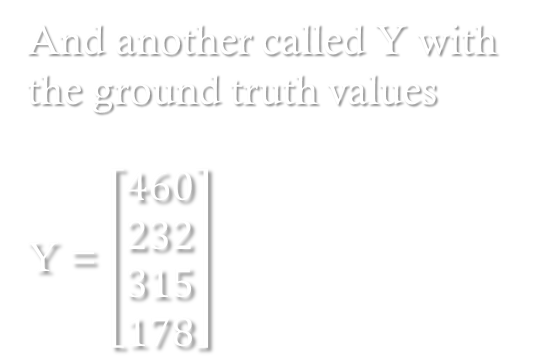 And another called Y with
the ground truth values
Y = [460
232
315
178]